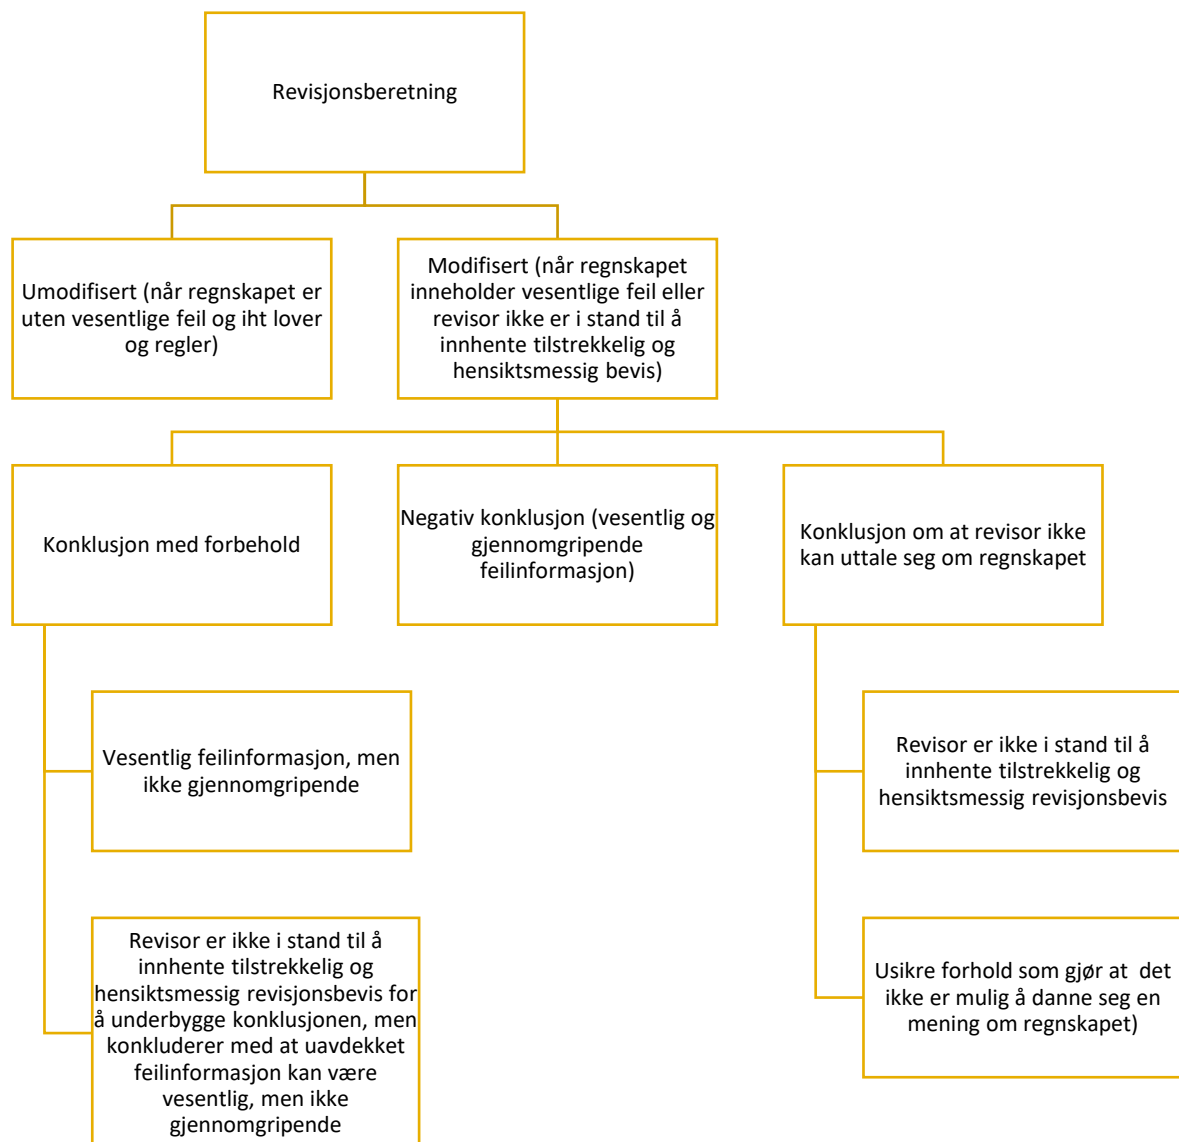 Revisjonsberetning
Umodifisert (når regnskapet er
uten vesentlige feil og iht lover
og regler)
Modifisert (når regnskapet
inneholder vesentlige feil eller
revisor ikke er i stand til å
innhente tilstrekkelig og
hensiktsmessig bevis)
Konklusjon med forbehold
Negativ konklusjon (vesentlig og
gjennomgripende
feilinformasjon)
Konklusjon om at revisor ikke
kan uttale seg om regnskapet
Vesentlig feilinformasjon, men
ikke gjennomgripende
Revisor er ikke i stand til å
innhente tilstrekkelig og
hensiktsmessig revisjonsbevis for
å underbygge konklusjonen, men
konkluderer med at uavdekket
feilinformasjon kan være
vesentlig, men ikke
gjennomgripende
Revisor er ikke i stand til å
innhente tilstrekkelig og
hensiktsmessig revisjonsbevis
Usikre forhold som gjør at  det
ikke er mulig å danne seg en
mening om regnskapet)